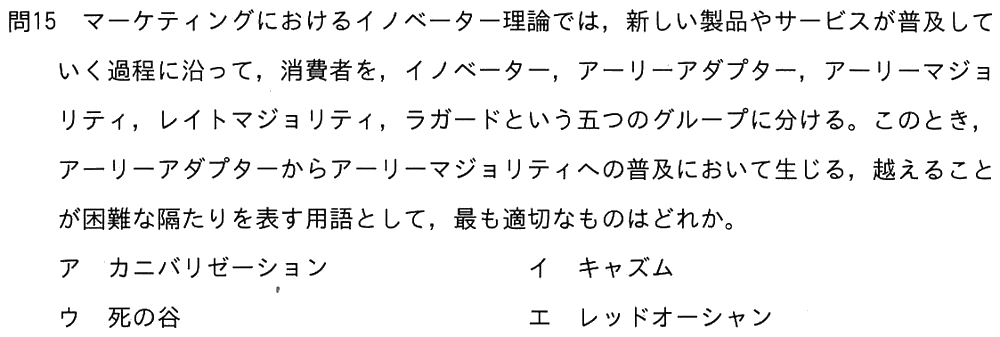 問15　マーケティングにおけるイノベーター理論では，新しい製品やサービスが普及して
いく過程に沿って，消費者を，イノベーター，アーリーアダプター，アーリーマジョ
リティ，レイトマジョリティ，ラガードという五つのグループに分ける。このとき，
アーリーアダプターからアーリーマジョリティへの普及において生じる，越えること
が困難な隔たりを表す用語として，最も適切なものはどれか。
ア　カニバリゼーション　イ　キャズム
ウ　死の谷　エ　レッドオーシャン